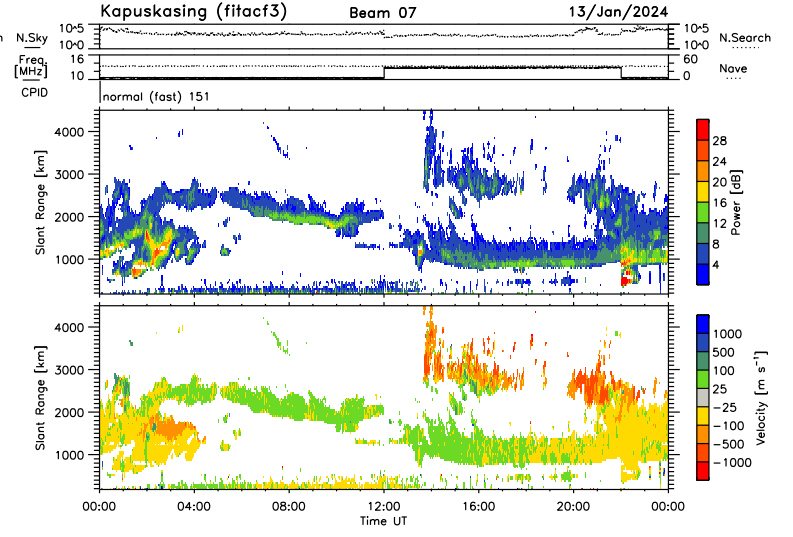 Kapuskasing (fitacf3) Beam 07 13/Jan/2024
n N.Sky 10^5 10^0 10^5 10^0 N.Search
Freq. [MHz] 16 10 60 0 Nave
CPID normal (fast) 151
Slant Range [km] 4000 3000 2000 1000
28 24 20 16 12 8 4 Power [dB]
Slant Range [km] 4000 3000 2000 1000
1000 500 100 25 −25 −100 −500 −1000 Velocity [m s⁻¹]
00:00 04:00 08:00 12:00 16:00 20:00 00:00
Time UT